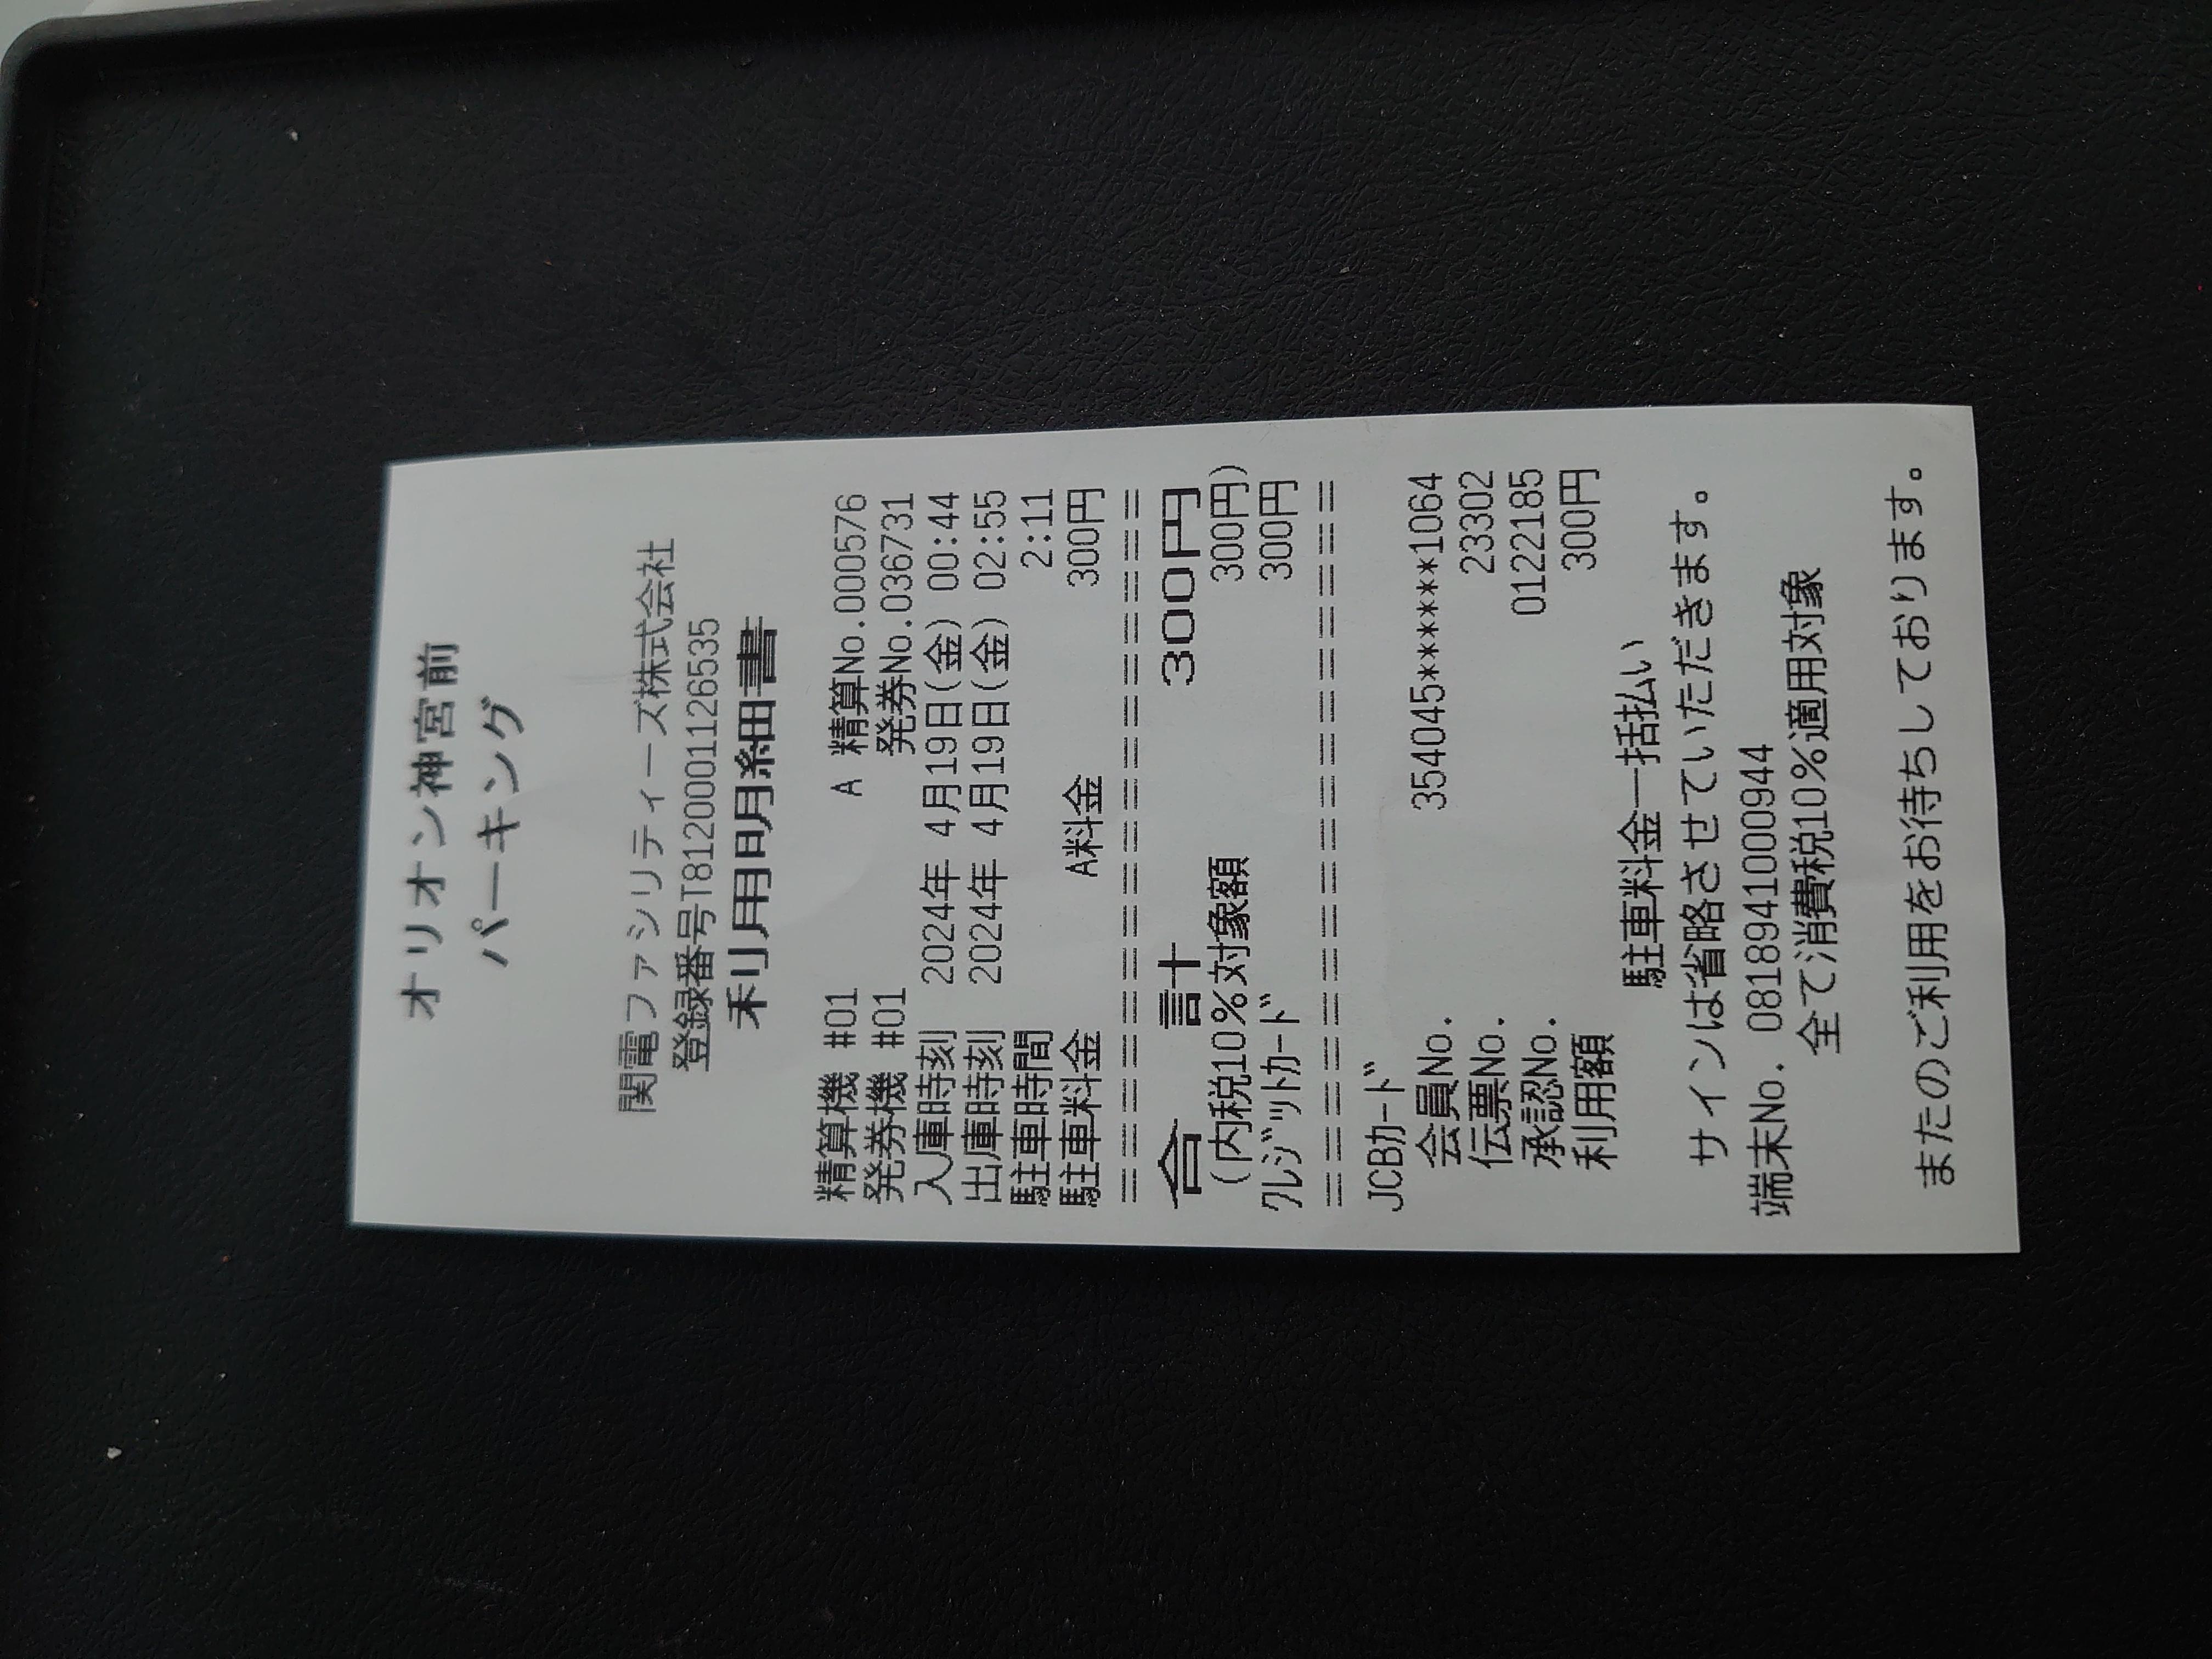 オリオン神宮前
パーキング
関電ファシリティーズ株式会社
登録番号T8120001126535
利用明細書
精算機 #01 A 精算No.000576
発券機 #01 発券No.036731
入庫時刻 2024年 4月19日(金) 00:44
出庫時刻 2024年 4月19日(金) 02:55
駐車時間 2:11
駐車料金 A料金 300円
====================
合 計 300円
(内税10%対象額 300円)
クレジットカード 300円
====================
JCBカード
会員No. 354045******1064
伝票No. 23302
承認No. 0122185
利用額 300円
駐車料金一括払い
サインは省略させていただきます。
端末No. 0818941000944
全て消費税10%適用対象
またのご利用をお待ちしております。